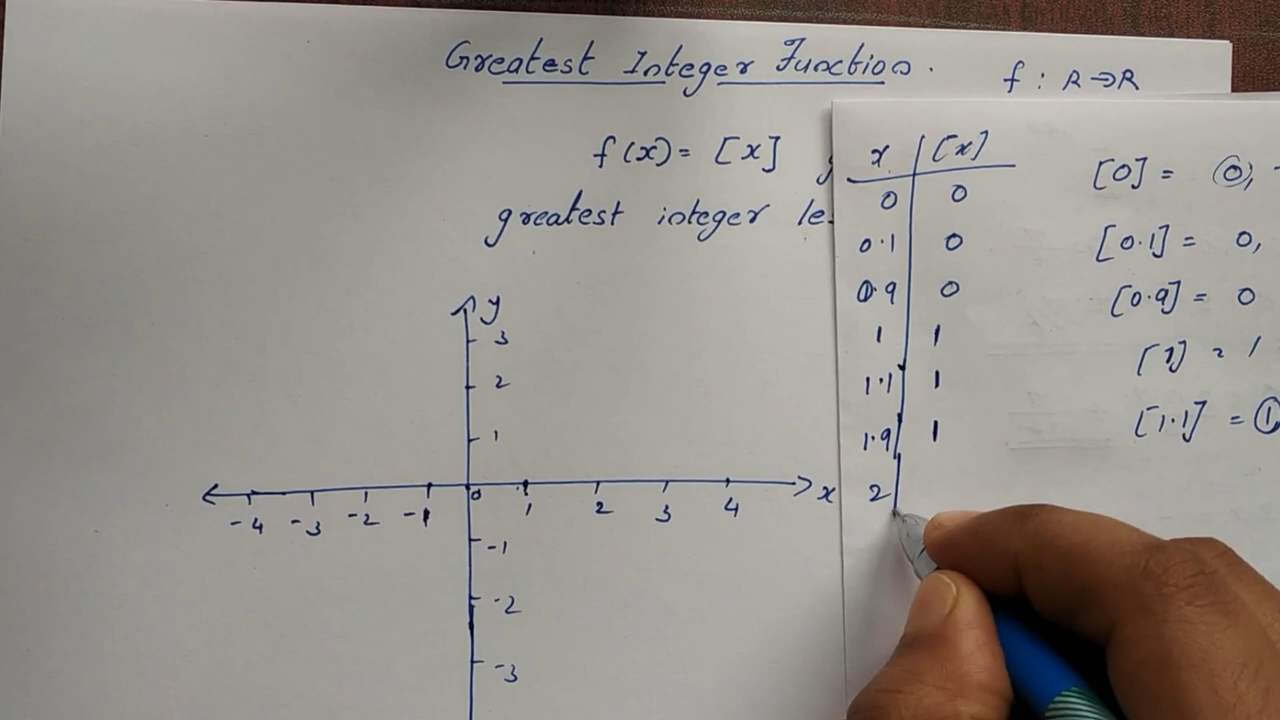 Greatest Integer Function.
f : R → R
f(x) = [x]
greatest integer
x [x]
0 0
0.1 0
0.9 0
1 1
1.1 1
1.9 1
2
[0] = 0,
[0.1] = 0,
[0.9] = 0
[1] = 1
[1.1] = 1
y
3
2
1
-4 -3 -2 -1 0 1 2 3 4 x
-1
-2
-3